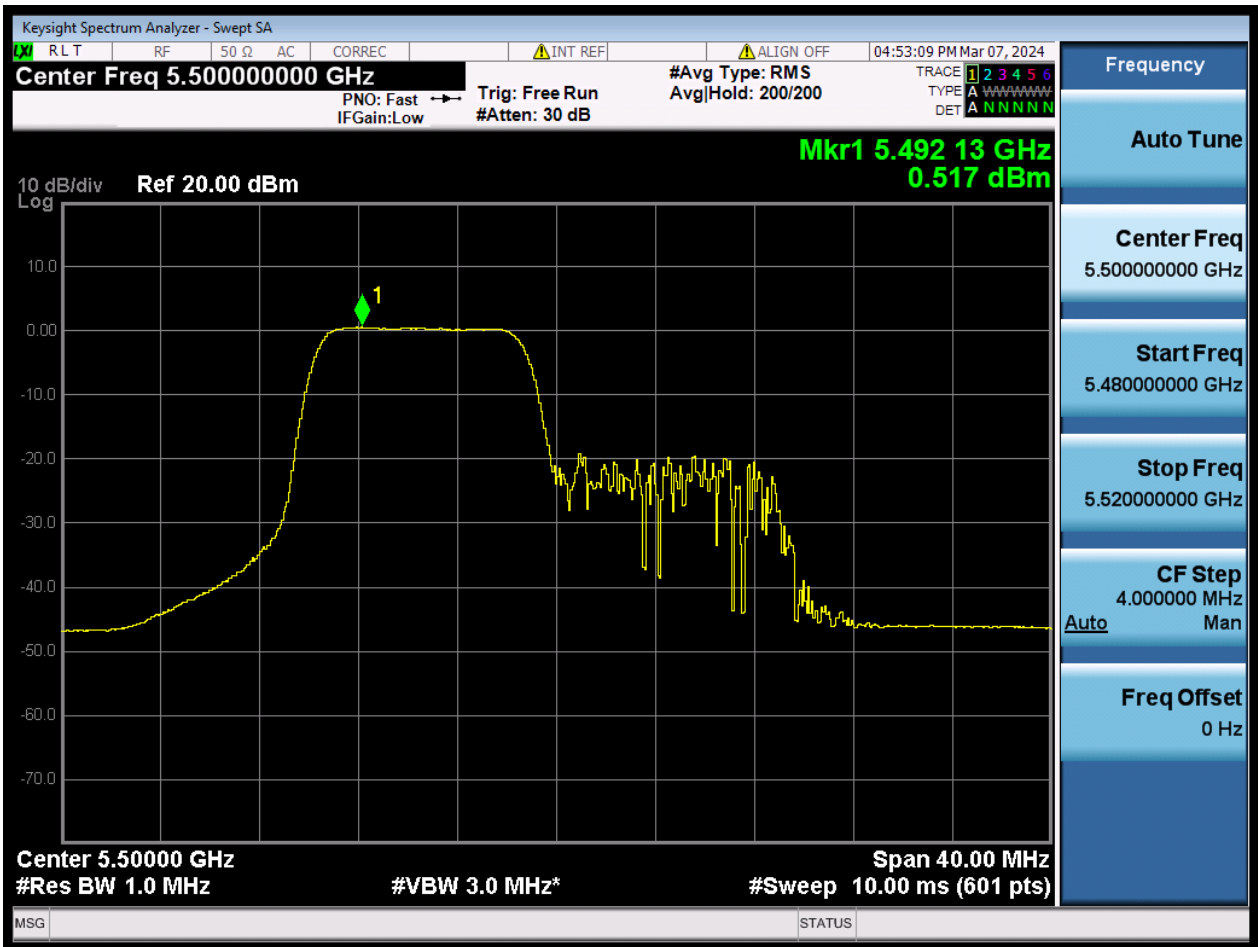 Keysight Spectrum Analyzer - Swept SA
LXI RLT RF 50 Ω AC CORREC INT REF ALIGN OFF 04:53:09 PM Mar 07, 2024
Center Freq 5.500000000 GHz
PNO: Fast
IFGain:Low
Trig: Free Run
#Atten: 30 dB
#Avg Type: RMS
Avg|Hold: 200/200
TRACE 1 2 3 4 5 6
TYPE A WWWWW
DET A N N N N N
Mkr1 5.492 13 GHz
0.517 dBm
10 dB/div Ref 20.00 dBm
Log
1
10.0
0.00
-10.0
-20.0
-30.0
-40.0
-50.0
-60.0
-70.0
Center 5.50000 GHz Span 40.00 MHz
#Res BW 1.0 MHz #VBW 3.0 MHz* #Sweep 10.00 ms (601 pts)
MSG STATUS
Frequency
Auto Tune
Center Freq
5.500000000 GHz
Start Freq
5.480000000 GHz
Stop Freq
5.520000000 GHz
CF Step
4.000000 MHz
Auto Man
Freq Offset
0 Hz